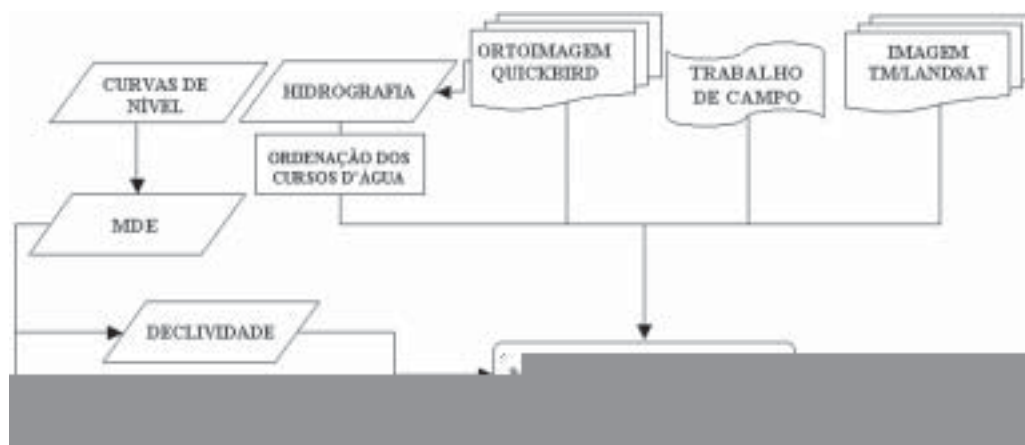 CURVAS DE
NÍVEL
HIDROGRAFIA
ORTOIMAGEM
QUICKBIRD
TRABALHO
DE CAMPO
IMAGEM
TM/LANDSAT
ORDENAÇÃO DOS
CURSOS D'ÁGUA
MDE
DECLIVIDADE